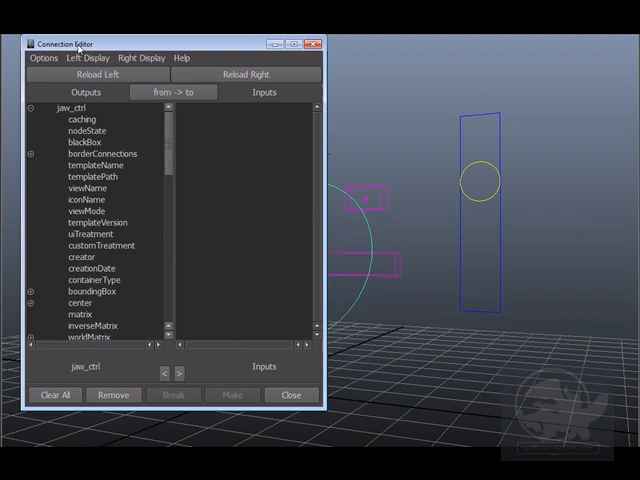 Connection Editor
Options Left Display Right Display Help
Reload Left Reload Right
Outputs from -> to Inputs
jaw_ctrl
caching
nodeState
blackBox
borderConnections
templateName
templatePath
viewName
iconName
viewMode
templateVersion
uiTreatment
customTreatment
creator
creationDate
containerType
boundingBox
center
matrix
inverseMatrix
worldMatrix
jaw_ctrl < > Inputs
Clear All Remove Break Make Close